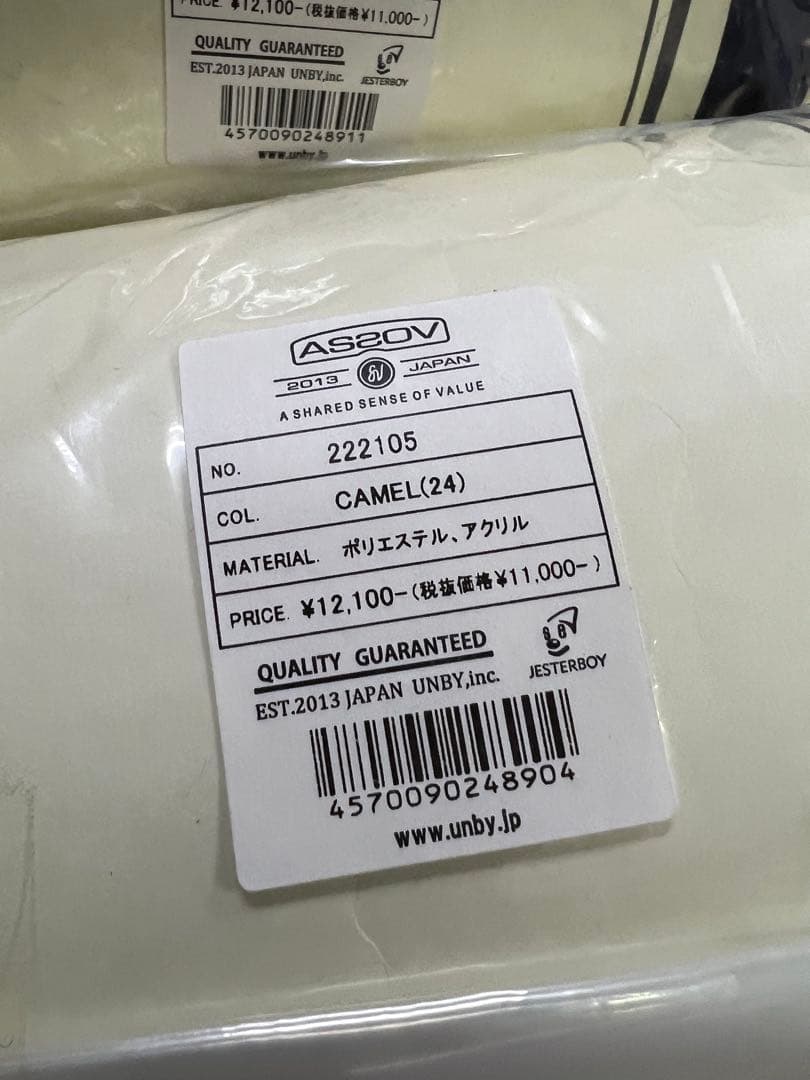 PRICE. ¥12,100-(税抜価格¥11,000-)
QUALITY GUARANTEED
EST.2013 JAPAN UNBY,inc.
JESTERBOY
4570090248911
www.unby.jp
AS2OV
2013 JAPAN
A SHARED SENSE OF VALUE
NO. 222105
COL. CAMEL(24)
MATERIAL. ポリエステル、アクリル
PRICE. ¥12,100-(税抜価格¥11,000-)
QUALITY GUARANTEED
EST.2013 JAPAN UNBY,inc.
JESTERBOY
4570090248904
www.unby.jp